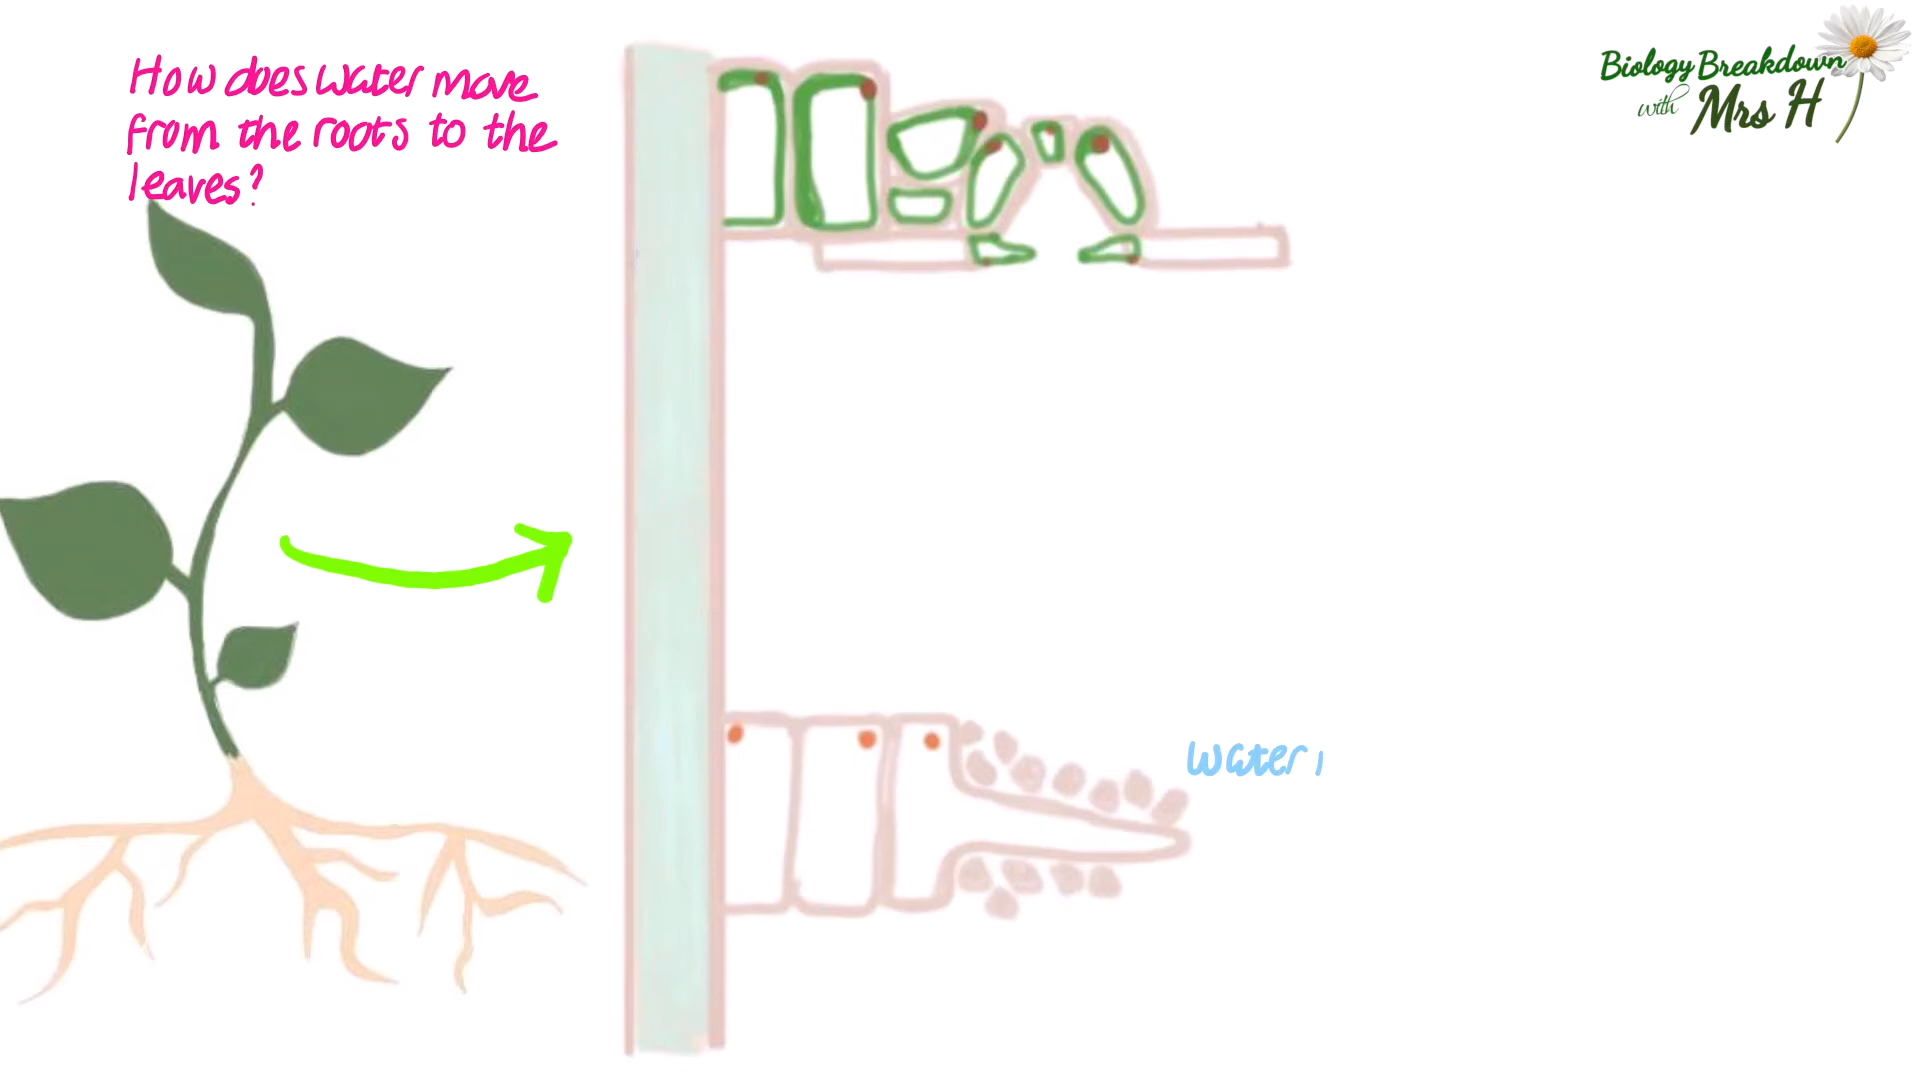 How does water move
from the roots to the
leaves?
Biology Breakdown
with Mrs H
water